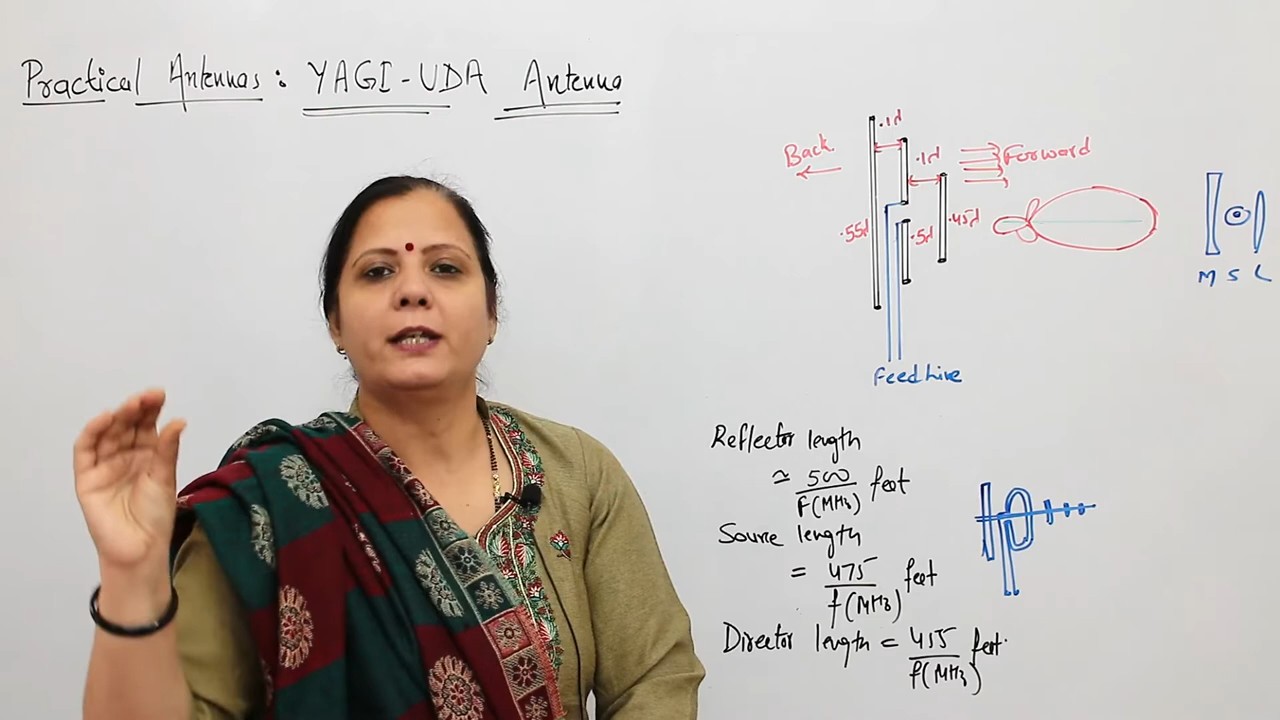 Practical Antennas : YAGI-UDA Antenna
.1λ
Back.
.1λ
Forward
.55λ
.5λ
.45λ
M S L
Feed Line
Reflector length
≃ 500 / F(MHz) feet
Source length
= 475 / f(MHz) feet
Director length = 455 / f(MHz) feet.